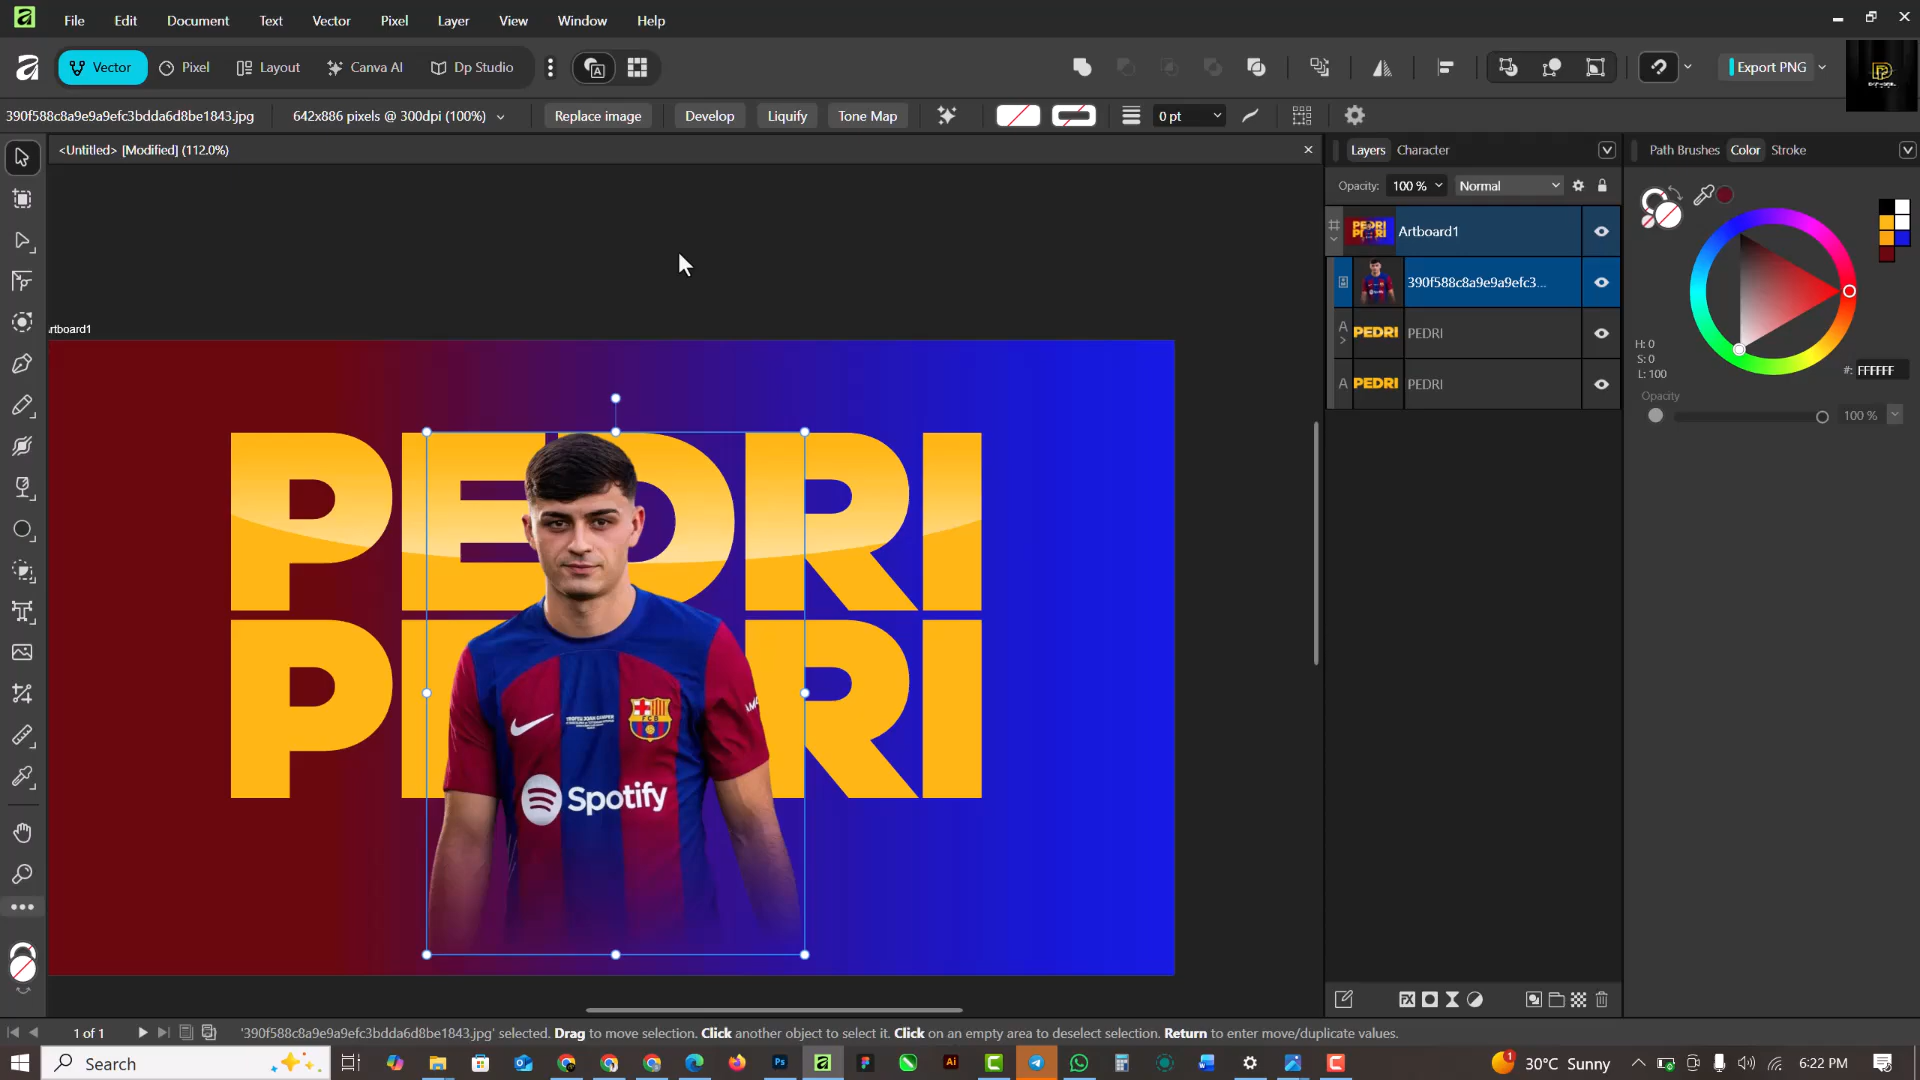 File Edit Document Text Vector Pixel Layer View Window Help
Vector Pixel Layout Canva AI Dp Studio Export PNG
390f588c8a9e9a9efc3bdda6d8be1843.jpg 642x886 pixels @ 300dpi (100%) Replace image Develop Liquify Tone Map 0 pt
<Untitled> [Modified] (112.0%)
Layers Character
Path Brushes Color Stroke
Opacity: 100 % Normal
Artboard1
390f588c8a9e9a9efc3...
PEDRI PEDRI
PEDRI PEDRI
H: 0
S: 0
L: 100
#: FFFFFF
Opacity
100 %
rtboard1
PEDRI
PEDRI
TROFEU JOAN GAMPER
FCB
Spotify
1 of 1 '390f588c8a9e9a9efc3bdda6d8be1843.jpg' selected. Drag to move selection. Click another object to select it. Click on an empty area to deselect selection. Return to enter move/duplicate values.
Search 30°C Sunny 6:22 PM